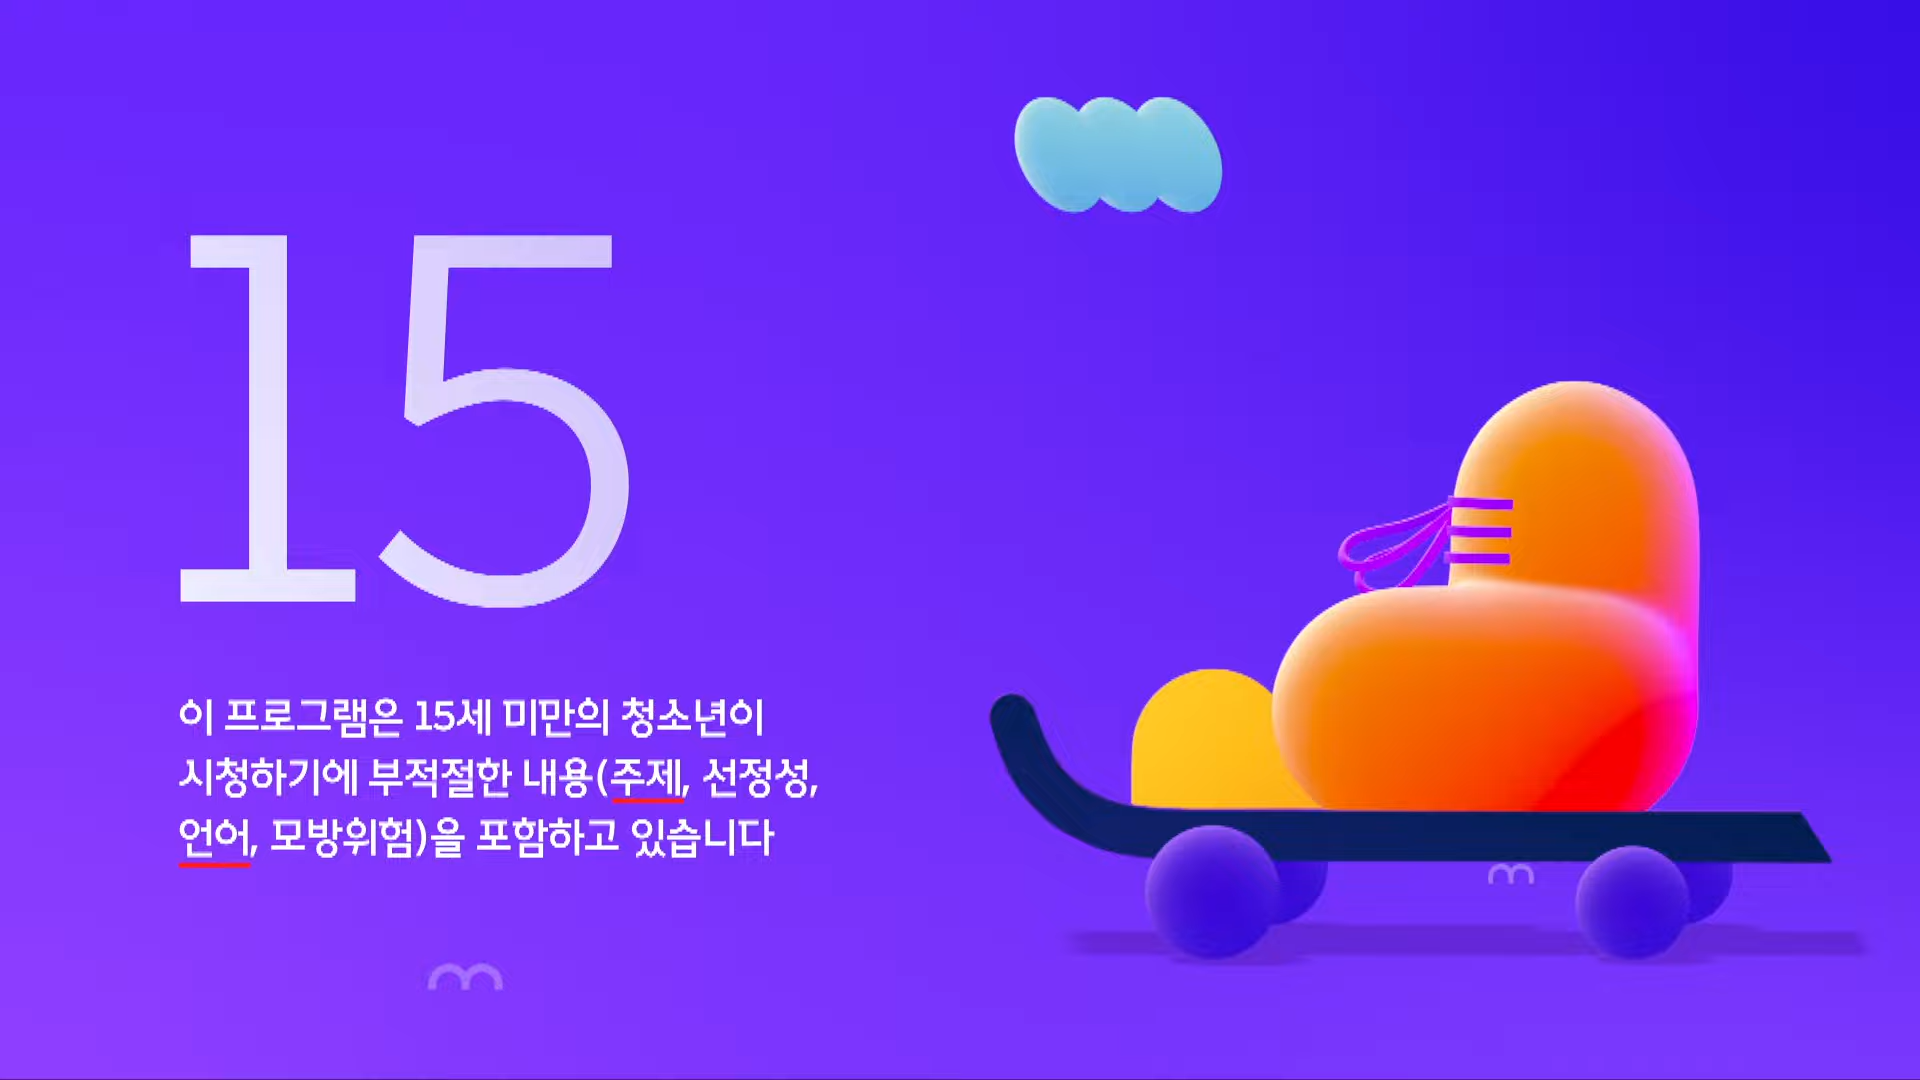 15
이 프로그램은 15세 미만의 청소년이
시청하기에 부적절한 내용(주제, 선정성,
언어, 모방위험)을 포함하고 있습니다